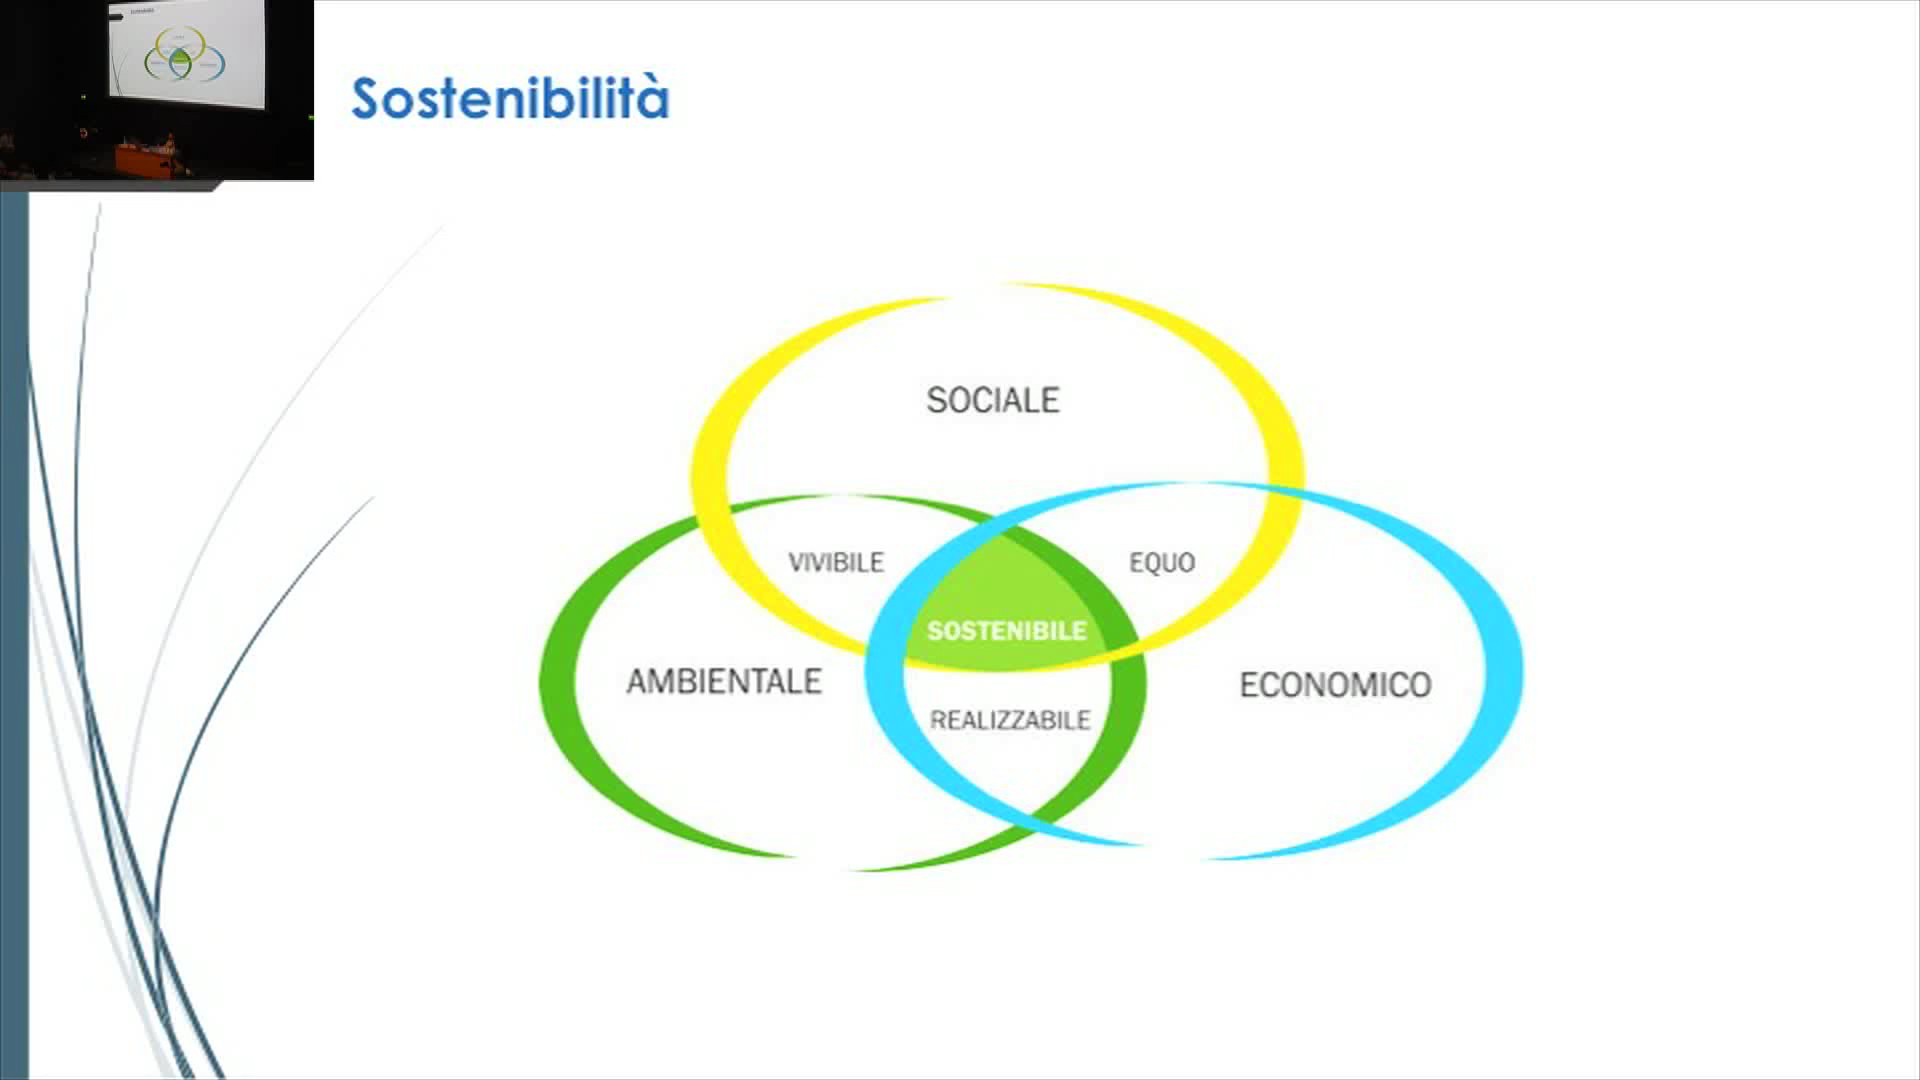 Sostenibilità
SOCIALE
VIVIBILE
EQUO
SOSTENIBILE
AMBIENTALE
ECONOMICO
REALIZZABILE